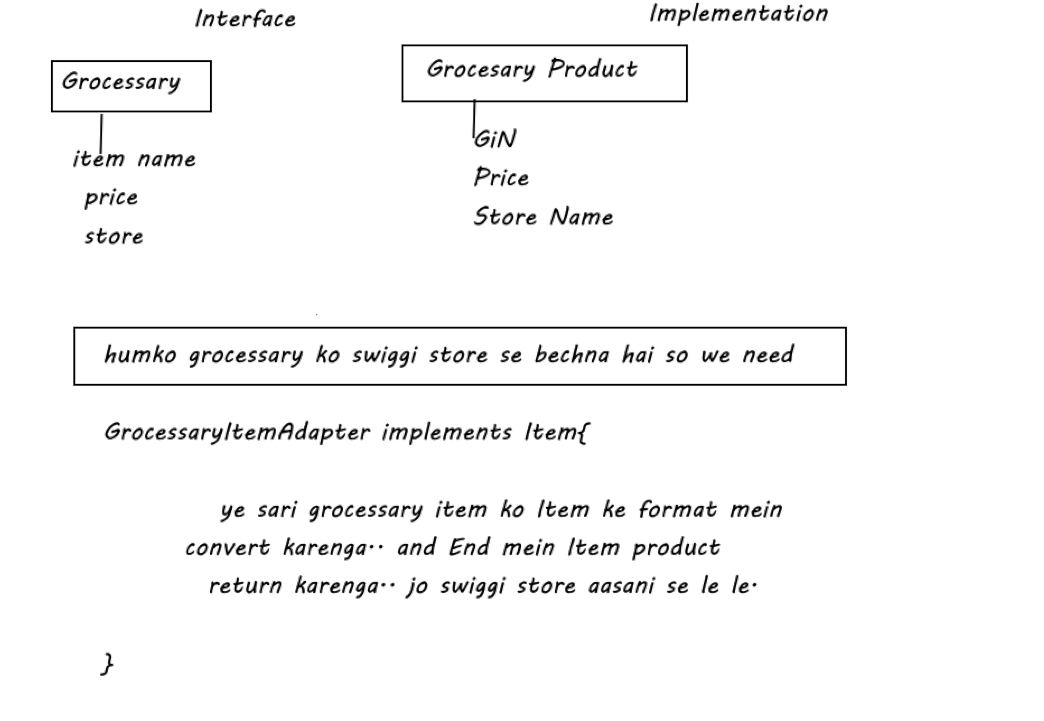 Interface
Implementation
Grocessary
Grocesary Product
item name
price
store
GiN
Price
Store Name
humko grocessary ko swiggi store se bechna hai so we need
GrocessaryItemAdapter implements Item{
ye sari grocessary item ko Item ke format mein
convert karenga.. and End mein Item product
return karenga.. jo swiggi store aasani se le le.
}